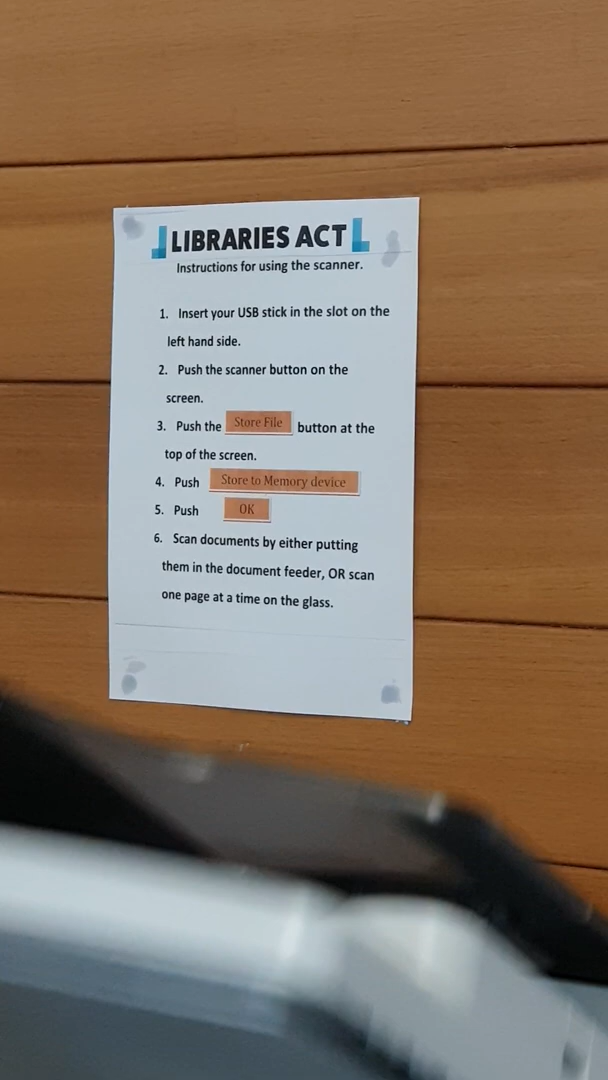 LIBRARIES ACT
Instructions for using the scanner.
1. Insert your USB stick in the slot on the
left hand side.
2. Push the scanner button on the
screen.
3. Push the Store File button at the
top of the screen.
4. Push Store to Memory device
5. Push OK
6. Scan documents by either putting
them in the document feeder, OR scan
one page at a time on the glass.